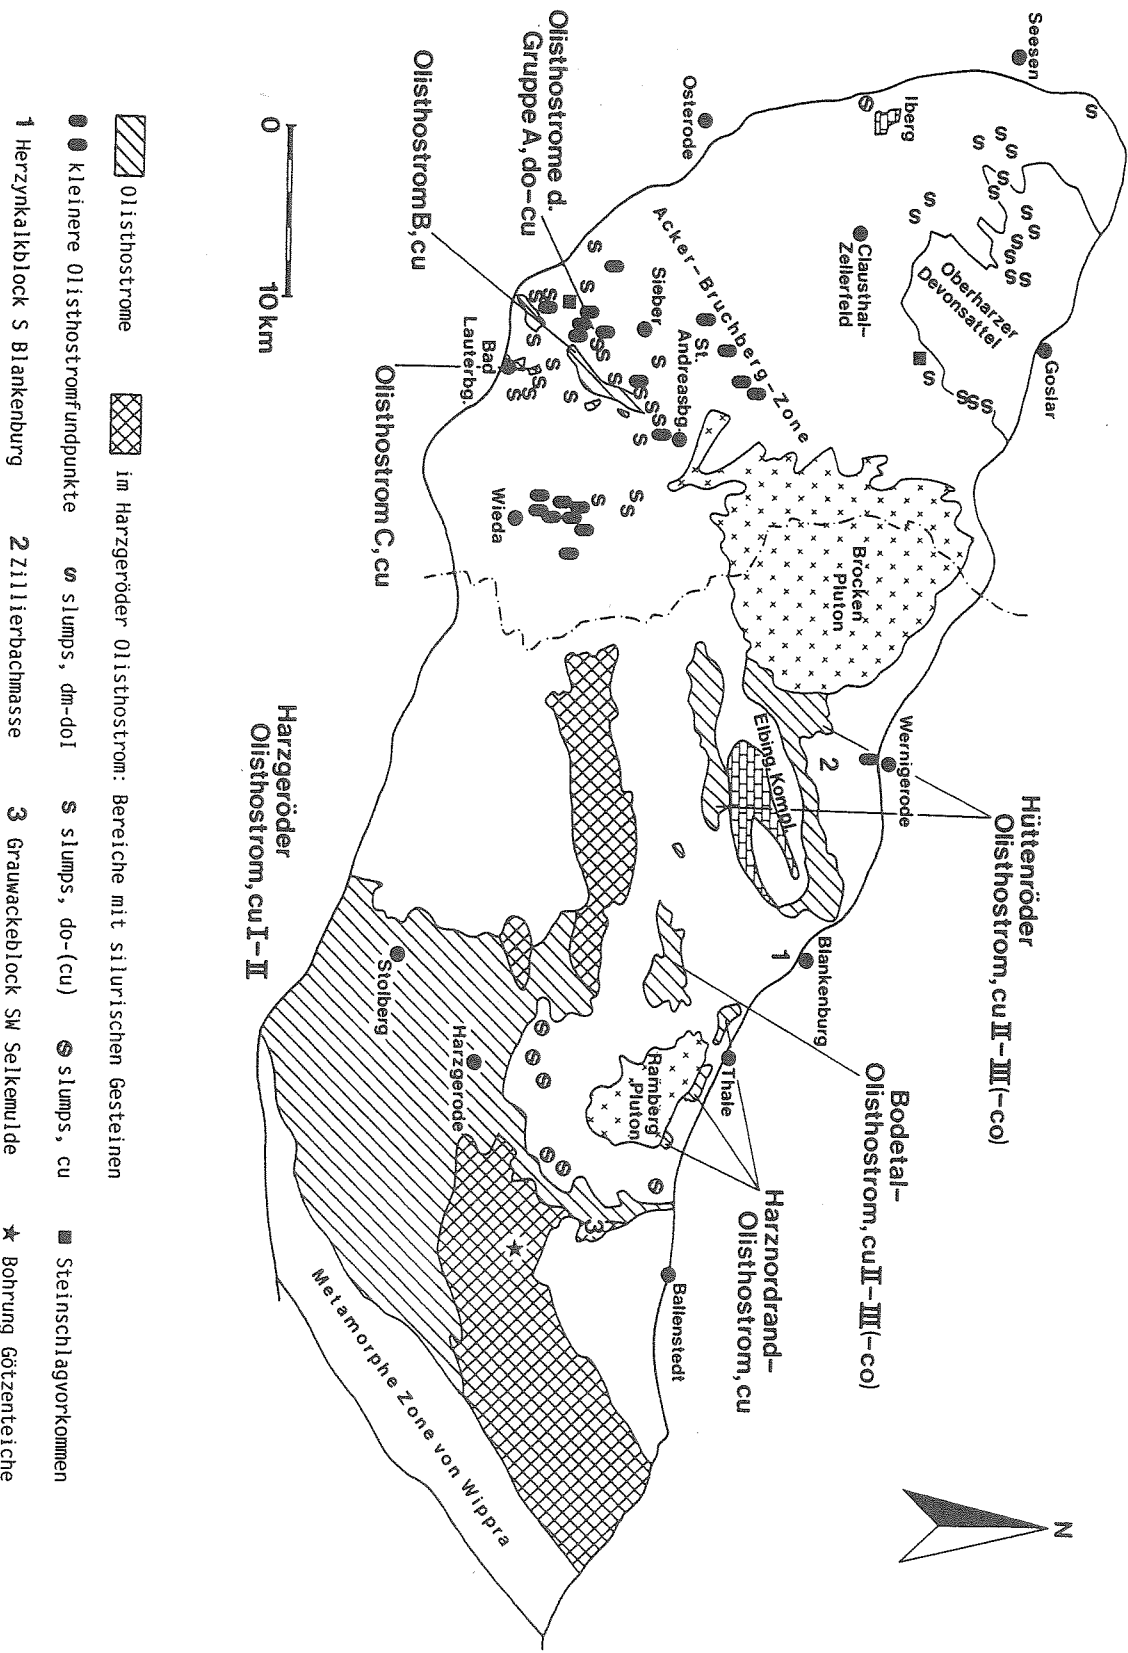 Seesen
Iberg
Osterode
Goslar
Oberharzer
Devonsattel
Clausthal-
Zellerfeld
Acker-Bruchberg-Zone
Sieber
St.
Andreasbg.
Olisthostrome d.
Gruppe A, do-cu
Olisthostrom B, cu
Bad
Lauterbg.
Olisthostrom C, cu
Wieda
Brocken
Pluton
Wernigerode
2
Elbing. Kompl.
Hüttenröder
Olisthostrom, cu II-III (-co)
1
Blankenburg
Bodetal-
Olisthostrom, cu II-III (-co)
Thale
Ramberg
Pluton
Harznordrand-
Olisthostrom, cu
3
Ballenstedt
Harzgeröder
Olisthostrom, cu I-II
Stolberg
Harzgerode
Metamorphe Zone von Wippra
N
0 10 km
Olisthostrome im Harzgeröder Olisthostrom: Bereiche mit silurischen Gesteinen
kleinere Olisthostromfundpunkte S slumps, dm-doI S slumps, do-(cu) S slumps, cu Steinschlagvorkommen
1 Herzynkalkblock S Blankenburg 2 Zillierbachmasse 3 Grauwackeblock SW Selkemulde Bohrung Götzenteiche